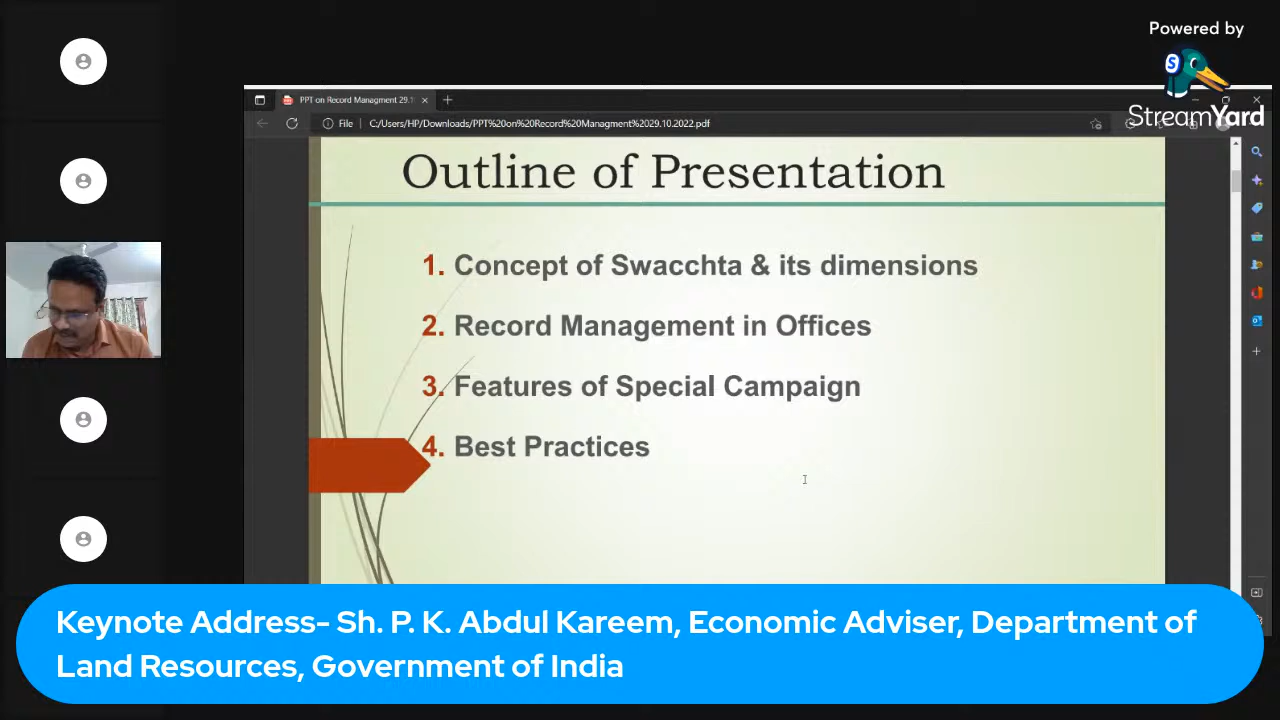 Powered by
StreamYard
PPT on Record Managment 29.1
File
C:/Users/HP/Downloads/PPT%20on%20Record%20Managment%2029.10.2022.pdf
Outline of Presentation
1. Concept of Swacchta & its dimensions
2. Record Management in Offices
3. Features of Special Campaign
4. Best Practices
Keynote Address- Sh. P. K. Abdul Kareem, Economic Adviser, Department of
Land Resources, Government of India